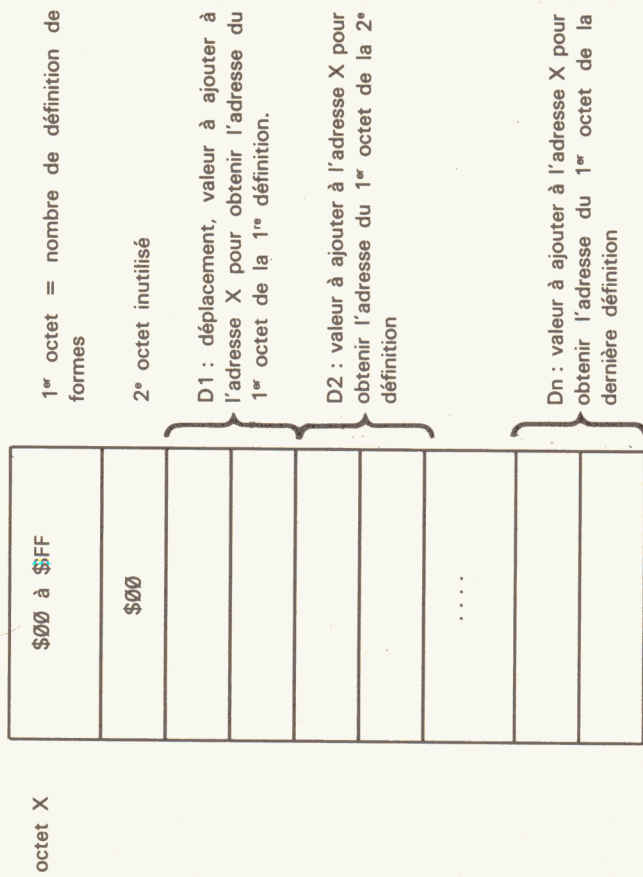 octet X
$00 à $FF
1er octet = nombre de définition de
formes
$00
2e octet inutilisé
D1 : déplacement, valeur à ajouter à
l'adresse X pour obtenir l'adresse du
1er octet de la 1re définition.
D2 : valeur à ajouter à l'adresse X pour
obtenir l'adresse du 1er octet de la 2e
définition
....
Dn : valeur à ajouter à l'adresse X pour
obtenir l'adresse du 1er octet de la
dernière définition